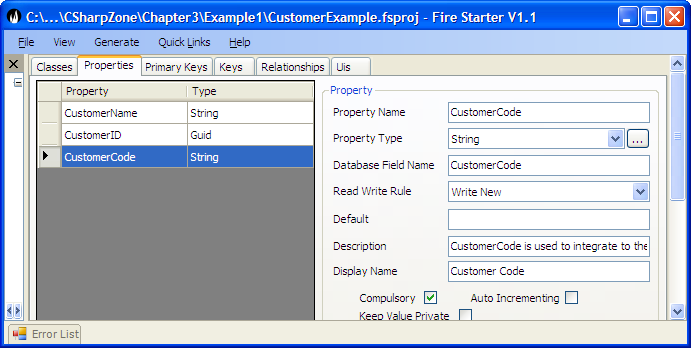 C:\...\CSharpZone\Chapter3\Example1\CustomerExample.fsproj - Fire Starter V1.1
File View Generate Quick Links Help
Classes Properties Primary Keys Keys Relationships Uis
Property Type
CustomerName String
CustomerID Guid
CustomerCode String
Property
Property Name CustomerCode
Property Type String ...
Database Field Name CustomerCode
Read Write Rule Write New
Default
Description CustomerCode is used to integrate to the
Display Name Customer Code
Compulsory Auto Incrementing
Keep Value Private
Error List